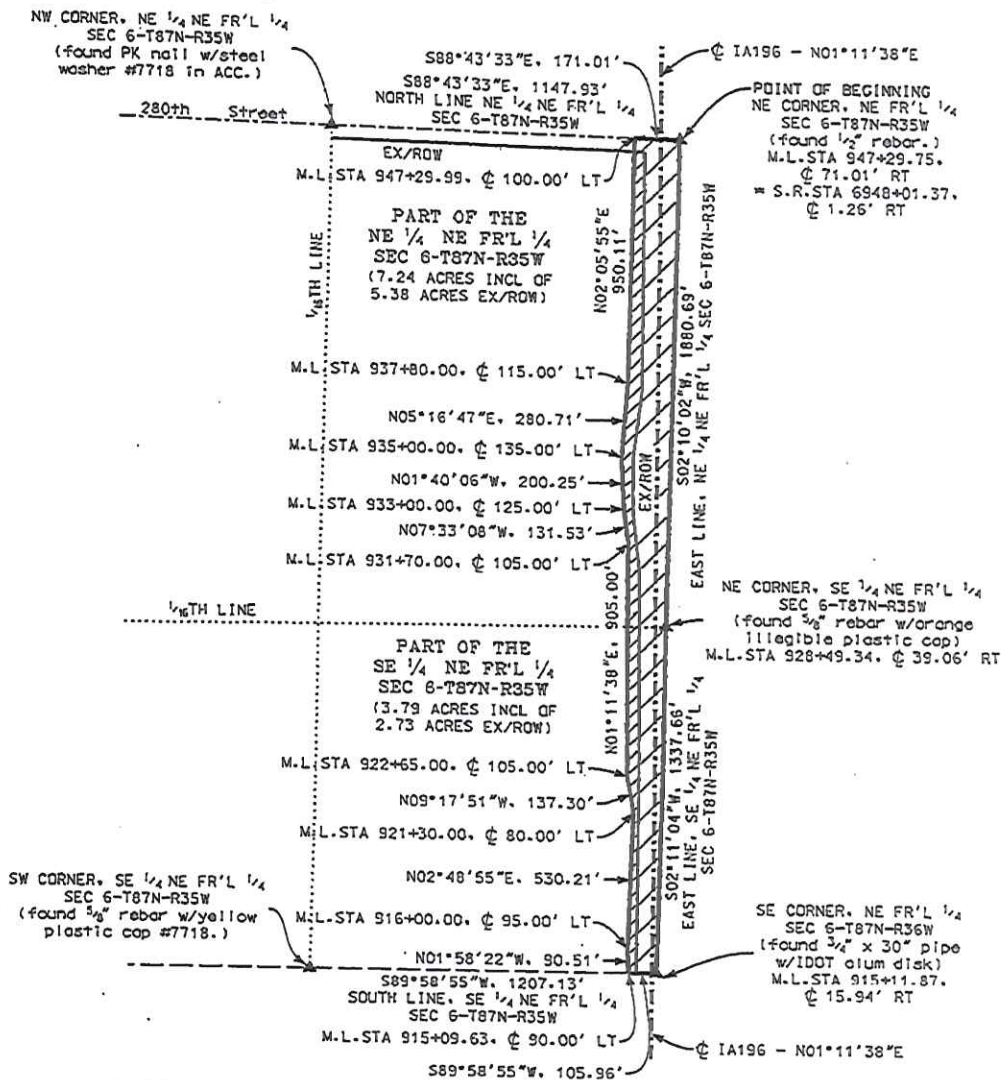 NW CORNER, NE 1/4 NE FR'L 1/4
SEC 6-T87N-R35W
(found PK nail w/steel
washer #7718 in ACC.)
280th Street
S88°43'33"E, 171.01'
S88°43'33"E, 1147.93'
NORTH LINE NE 1/4 NE FR'L 1/4
SEC 6-T87N-R35W
℄ IA196 - N01°11'38"E
POINT OF BEGINNING
NE CORNER, NE FR'L 1/4
SEC 6-T87N-R35W
(found 1/2" rebar.)
M.L.STA 947+29.75,
℄ 71.01' RT
= S.R.STA 6948+01.37,
℄ 1.26' RT
EX/ROW
M.L.STA 947+29.99, ℄ 100.00' LT
PART OF THE
NE 1/4 NE FR'L 1/4
SEC 6-T87N-R35W
(7.24 ACRES INCL OF
5.38 ACRES EX/ROW)
1/16TH LINE
N02°05'55"E
950.11'
M.L.STA 937+80.00, ℄ 115.00' LT
N05°16'47"E, 280.71'
M.L.STA 935+00.00, ℄ 135.00' LT
N01°40'06"W, 200.25'
M.L.STA 933+00.00, ℄ 125.00' LT
N07°33'08"W, 131.53'
M.L.STA 931+70.00, ℄ 105.00' LT
EX/ROW
S02°10'02"W, 1880.69'
EAST LINE, NE 1/4 NE FR'L 1/4 SEC 6-T87N-R35W
1/16TH LINE
N01°11'38"E, 905.00'
NE CORNER, SE 1/4 NE FR'L 1/4
SEC 6-T87N-R35W
(found 5/8" rebar w/orange
illegible plastic cap)
M.L.STA 928+49.34, ℄ 39.06' RT
PART OF THE
SE 1/4 NE FR'L 1/4
SEC 6-T87N-R35W
(3.79 ACRES INCL OF
2.73 ACRES EX/ROW)
M.L.STA 922+65.00, ℄ 105.00' LT
N09°17'51"W, 137.30'
M.L.STA 921+30.00, ℄ 80.00' LT
N02°48'55"E, 530.21'
M.L.STA 916+00.00, ℄ 95.00' LT
N01°58'22"W, 90.51'
S02°11'04"W, 1337.66'
EAST LINE, SE 1/4 NE FR'L 1/4
SEC 6-T87N-R35W
SW CORNER, SE 1/4 NE FR'L 1/4
SEC 6-T87N-R35W
(found 5/8" rebar w/yellow
plastic cap #7718.)
SE CORNER, NE FR'L 1/4
SEC 6-T87N-R36W
(found 3/4" x 30" pipe
w/IDOT alum disk)
M.L.STA 915+11.87,
℄ 15.94' RT
S89°58'55"W, 1207.13'
SOUTH LINE, SE 1/4 NE FR'L 1/4
SEC 6-T87N-R35W
M.L.STA 915+09.63, ℄ 90.00' LT
℄ IA196 - N01°11'38"E
S89°58'55"W, 105.96'